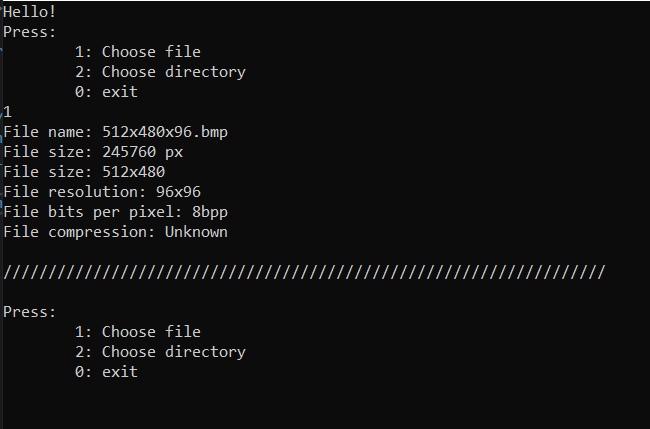 Hello!
Press:
1: Choose file
2: Choose directory
0: exit
1
File name: 512x480x96.bmp
File size: 245760 px
File size: 512x480
File resolution: 96x96
File bits per pixel: 8bpp
File compression: Unknown
///////////////////////////////////////////////////////////////////
Press:
1: Choose file
2: Choose directory
0: exit